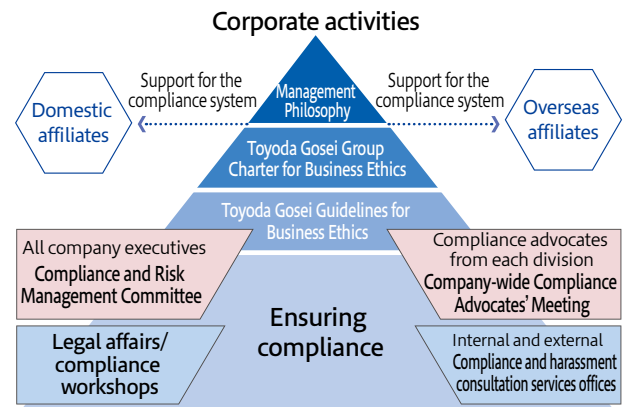 Corporate activities
Support for the
compliance system
Management
Philosophy
Support for the
compliance system
Domestic
affiliates
Overseas
affiliates
Toyoda Gosei Group
Charter for Business Ethics
Toyoda Gosei Guidelines for
Business Ethics
All company executives
Compliance and Risk
Management Committee
Compliance advocates
from each division
Company-wide Compliance
Advocates' Meeting
Ensuring
compliance
Legal affairs/
compliance
workshops
Internal and external
Compliance and harassment
consultation services offices